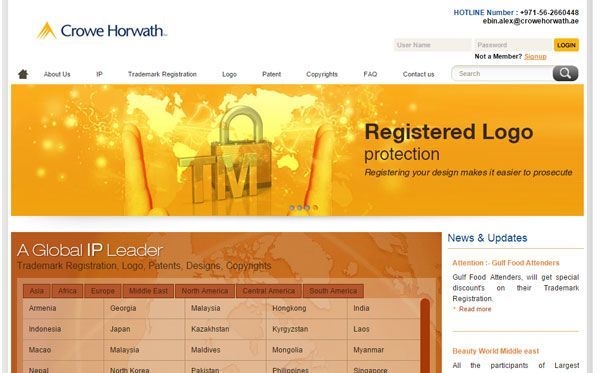 HOTLINE Number : +971-56-2660448
ebin.alex@crowehorwath.ae
Crowe Horwath
User Name
Password
LOGIN
Not a Member? Signup
About Us
IP
Trademark Registration
Logo
Patent
Copyrights
FAQ
Contact us
Search
TM
Registered Logo
protection
Registering your design makes it easier to prosecute
A Global IP Leader
Trademark Registration, Logo, Patents, Designs, Copyrights
Asia
Africa
Europe
Middle East
North America
Central America
South America
Armenia Georgia Malaysia Hongkong India
Indonesia Japan Kazakhstan Kyrgyzstan Laos
Macao Malaysia Maldives Mongolia Myanmar
Nepal North Korea Pakistan Philippines Singapore
News & Updates
Attention :- Gulf Food Attenders
Gulf Food Attenders, will get special
discount's on their Trademark
Registration.
Read more
Beauty World Middle east
All the participants of Largest